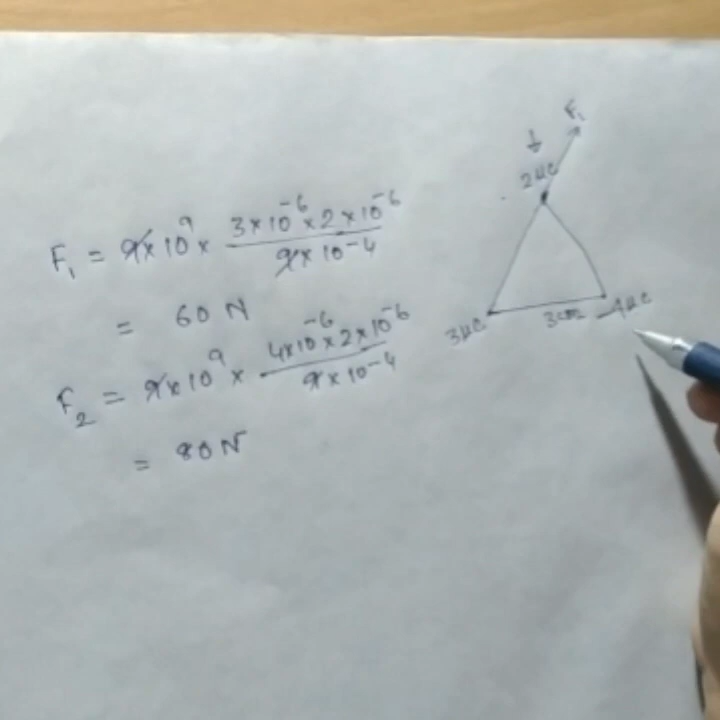 F₁ = 9×10⁹ × 3×10⁻⁶×2×10⁻⁶ / 9×10⁻⁴
= 60 N
F₂ = 9×10⁹ × 4×10⁻⁶×2×10⁻⁶ / 9×10⁻⁴
= 80 N
F₁
2μC
3μC
3cm
-4μC